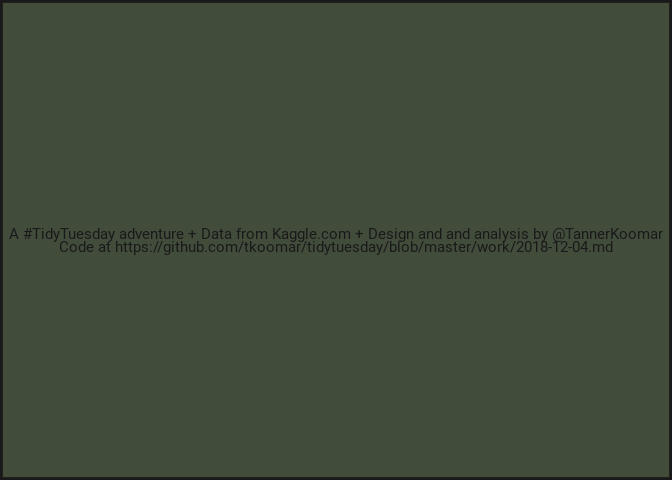 A #TidyTuesday adventure + Data from Kaggle.com + Design and and analysis by @TannerKoomar
Code at https://github.com/tkoomar/tidytuesday/blob/master/work/2018-12-04.md